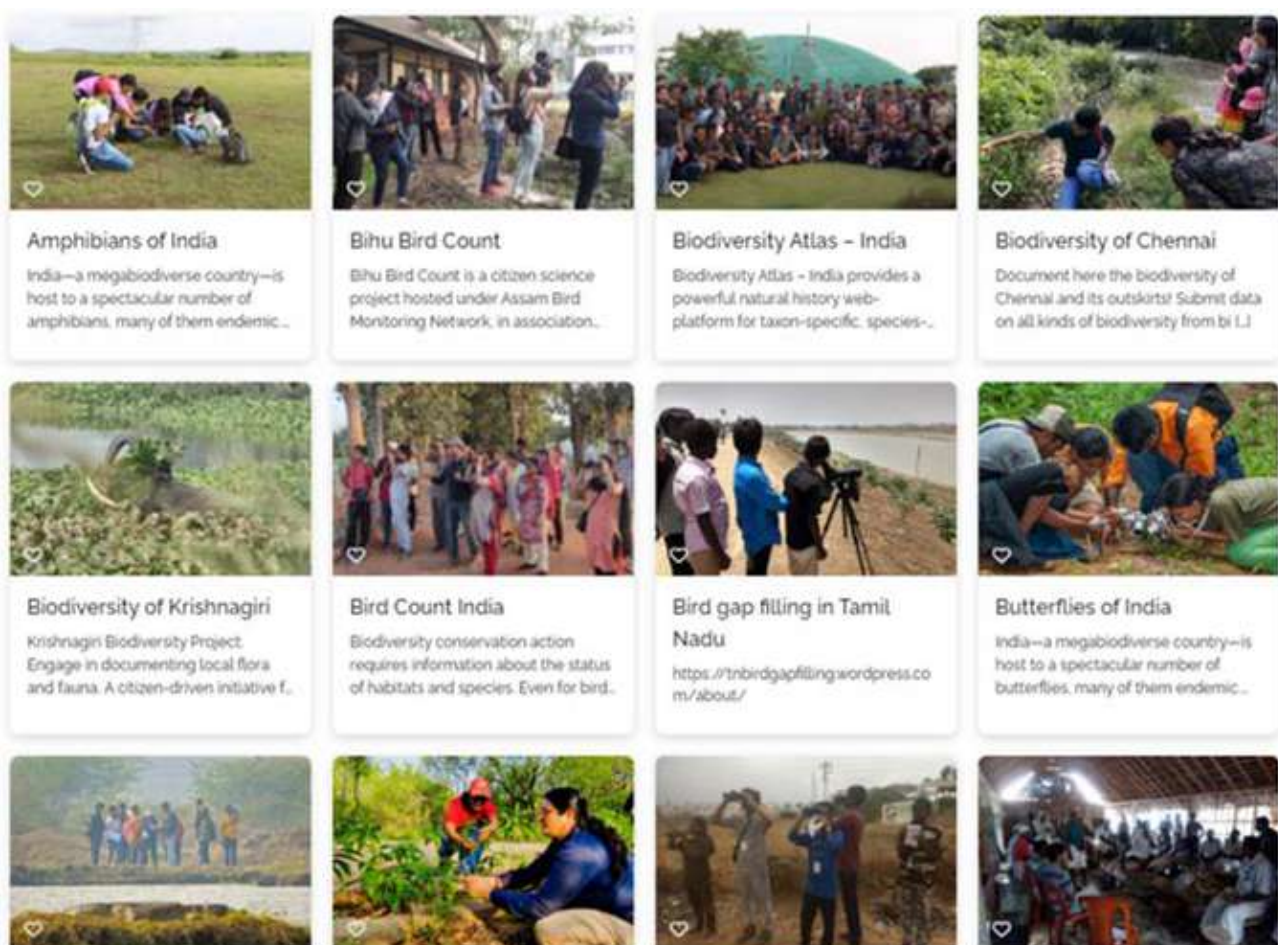 Amphibians of India
India—a megabiodiverse country—is
host to a spectacular number of
amphibians, many of them endemic...
Bihu Bird Count
Bihu Bird Count is a citizen science
project hosted under Assam Bird
Monitoring Network, in association...
Biodiversity Atlas – India
Biodiversity Atlas – India provides a
powerful natural history web-
platform for taxon-specific, species-...
Biodiversity of Chennai
Document here the biodiversity of
Chennai and its outskirts! Submit data
on all kinds of biodiversity from bi [...]
Biodiversity of Krishnagiri
Krishnagiri Biodiversity Project.
Engage in documenting local flora
and fauna. A citizen-driven initiative f...
Bird Count India
Biodiversity conservation action
requires information about the status
of habitats and species. Even for bird...
Bird gap filling in Tamil
Nadu
https://tnbirdgapfilling.wordpress.co
m/about/
Butterflies of India
India—a megabiodiverse country—is
host to a spectacular number of
butterflies, many of them endemic...